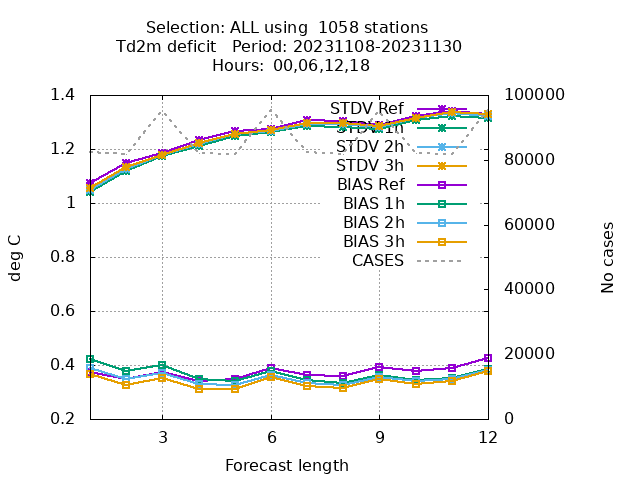 Selection: ALL using  1058 stations
Td2m deficit   Period: 20231108-20231130
Hours:  00,06,12,18
1.4
1.2
1
0.8
0.6
0.4
0.2
deg C
100000
80000
60000
40000
20000
0
No cases
STDV Ref
STDV 1h
STDV 2h
STDV 3h
BIAS Ref
BIAS 1h
BIAS 2h
BIAS 3h
CASES
3 6 9 12
Forecast length